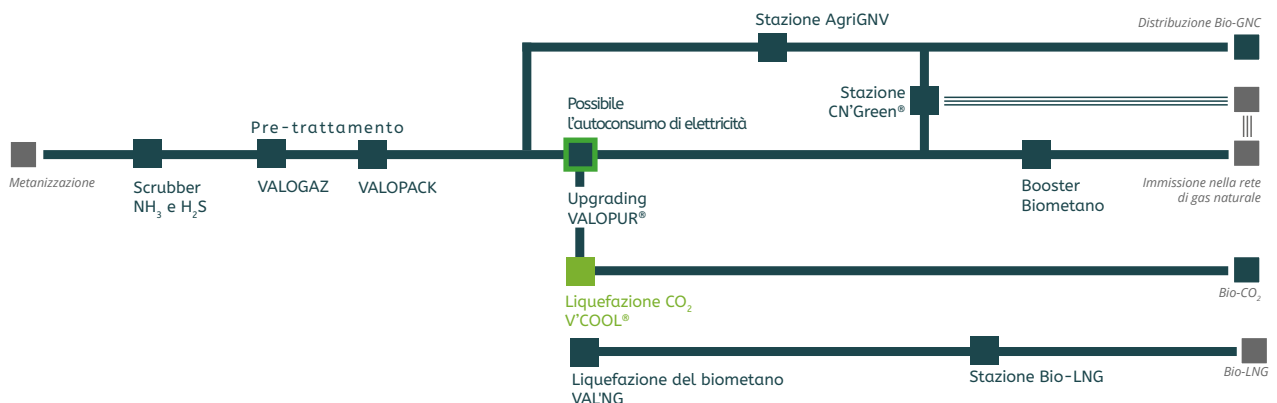 Stazione AgriGNV
Distribuzione Bio-GNC
Stazione
CN'Green®
Possibile
l'autoconsumo di elettricità
Pre-trattamento
Metanizzazione
Scrubber
NH₃ e H₂S
VALOGAZ
VALOPACK
Upgrading
VALOPUR®
Booster
Biometano
Immissione nella rete
di gas naturale
Liquefazione CO₂
V'COOL®
Bio-CO₂
Liquefazione del biometano
VAL'NG
Stazione Bio-LNG
Bio-LNG